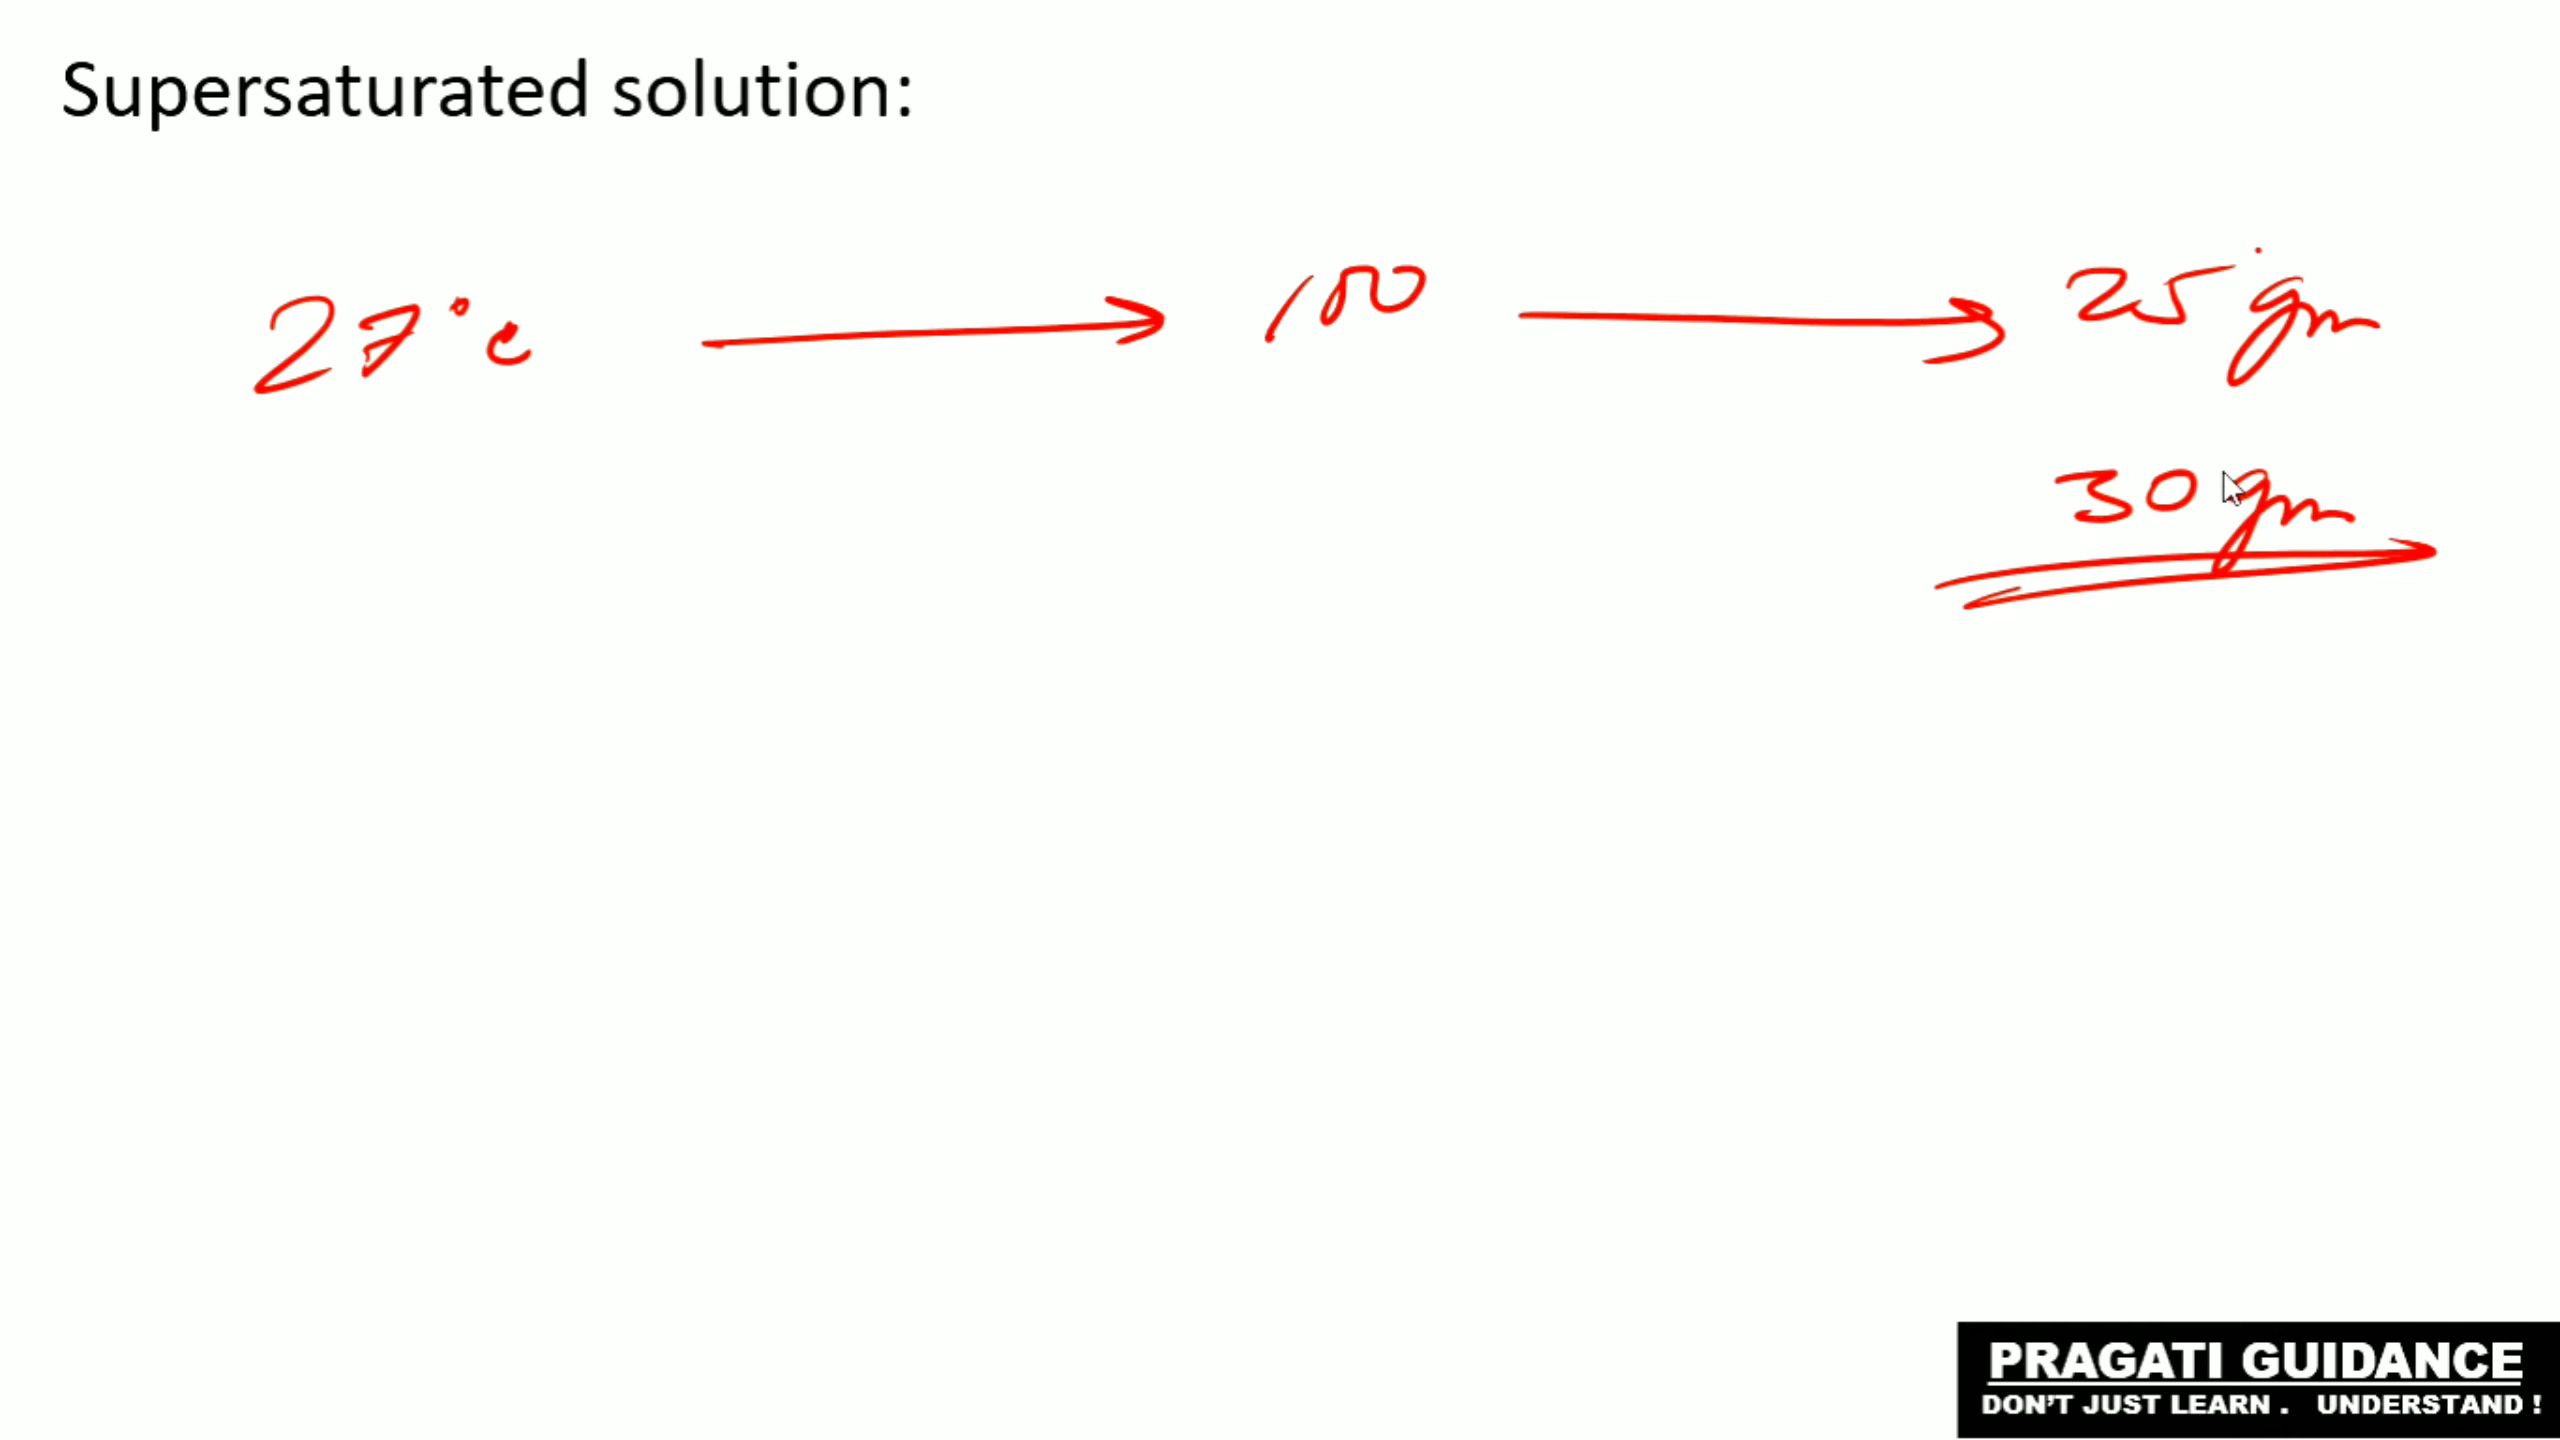 Supersaturated solution:
27°c → 100 → 25 gm
30 gm
PRAGATI GUIDANCE
DON'T JUST LEARN . UNDERSTAND !